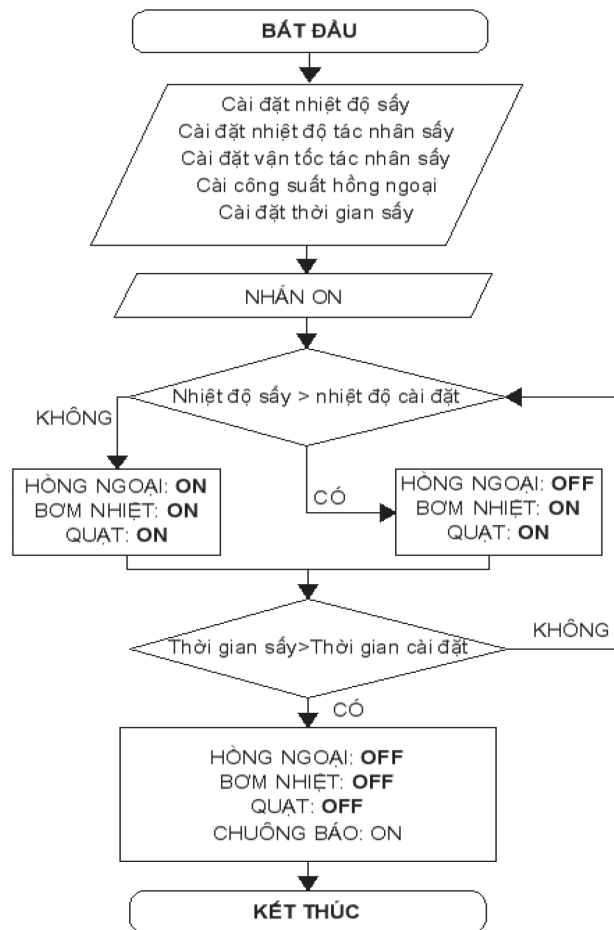 BẮT ĐẦU
Cài đặt nhiệt độ sấy
Cài đặt nhiệt độ tác nhân sấy
Cài đặt vận tốc tác nhân sấy
Cài công suất hồng ngoại
Cài đặt thời gian sấy
NHẤN ON
Nhiệt độ sấy > nhiệt độ cài đặt
KHÔNG
CÓ
HỒNG NGOẠI: ON
BƠM NHIỆT: ON
QUẠT: ON
HỒNG NGOẠI: OFF
BƠM NHIỆT: ON
QUẠT: ON
Thời gian sấy>Thời gian cài đặt
KHÔNG
CÓ
HỒNG NGOẠI: OFF
BƠM NHIỆT: OFF
QUẠT: OFF
CHUÔNG BÁO: ON
KẾT THÚC